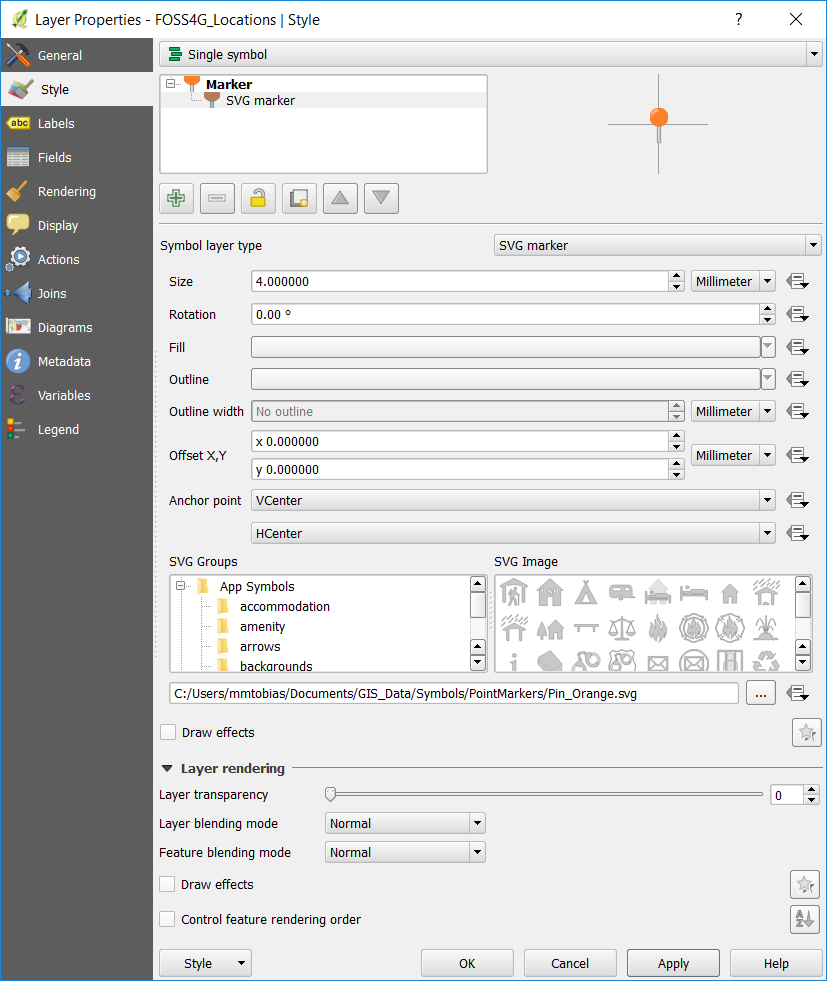 Layer Properties - FOSS4G_Locations | Style
?
General
Style
abc Labels
Fields
Rendering
Display
Actions
Joins
Diagrams
Metadata
Variables
Legend
Single symbol
Marker
SVG marker
Symbol layer type
SVG marker
Size
4.000000
Millimeter
Rotation
0.00 °
Fill
Outline
Outline width
No outline
Millimeter
Offset X,Y
x 0.000000
y 0.000000
Millimeter
Anchor point
VCenter
HCenter
SVG Groups
SVG Image
App Symbols
accommodation
amenity
arrows
backgrounds
C:/Users/mmtobias/Documents/GIS_Data/Symbols/PointMarkers/Pin_Orange.svg
...
Draw effects
Layer rendering
Layer transparency
0
Layer blending mode
Normal
Feature blending mode
Normal
Draw effects
Control feature rendering order
A
Z
Style
OK
Cancel
Apply
Help